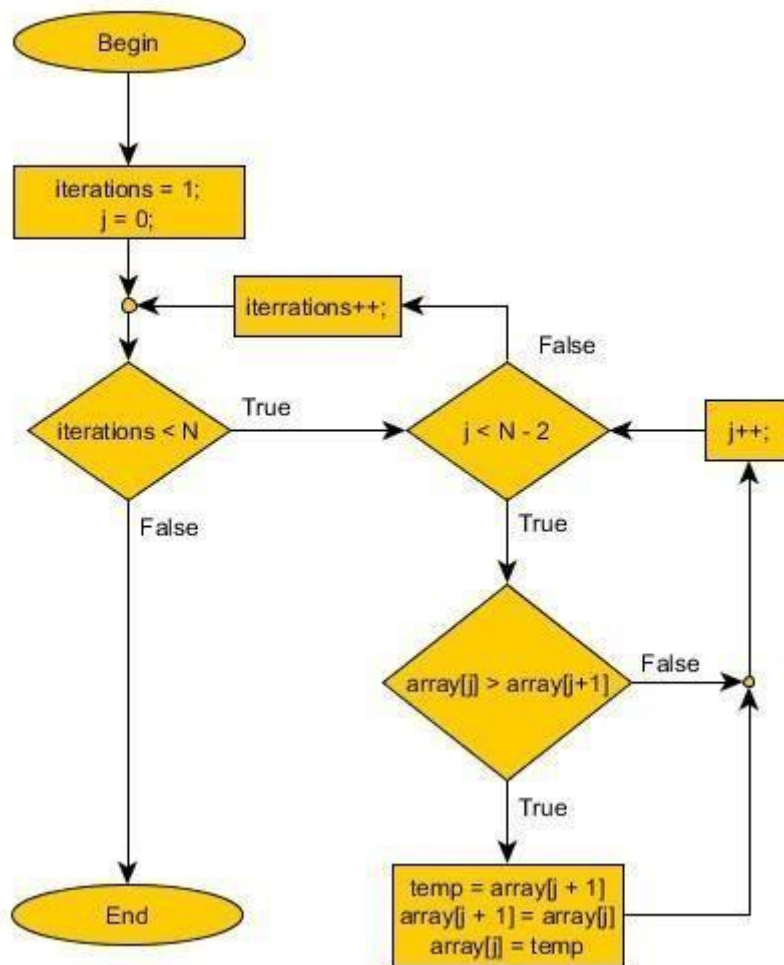 Begin
iterations = 1;
j = 0;
iterrations++;
False
iterations < N
True
j < N - 2
j++;
False
True
array[j] > array[j+1]
False
True
temp = array[j + 1]
array[j + 1] = array[j]
array[j] = temp
End